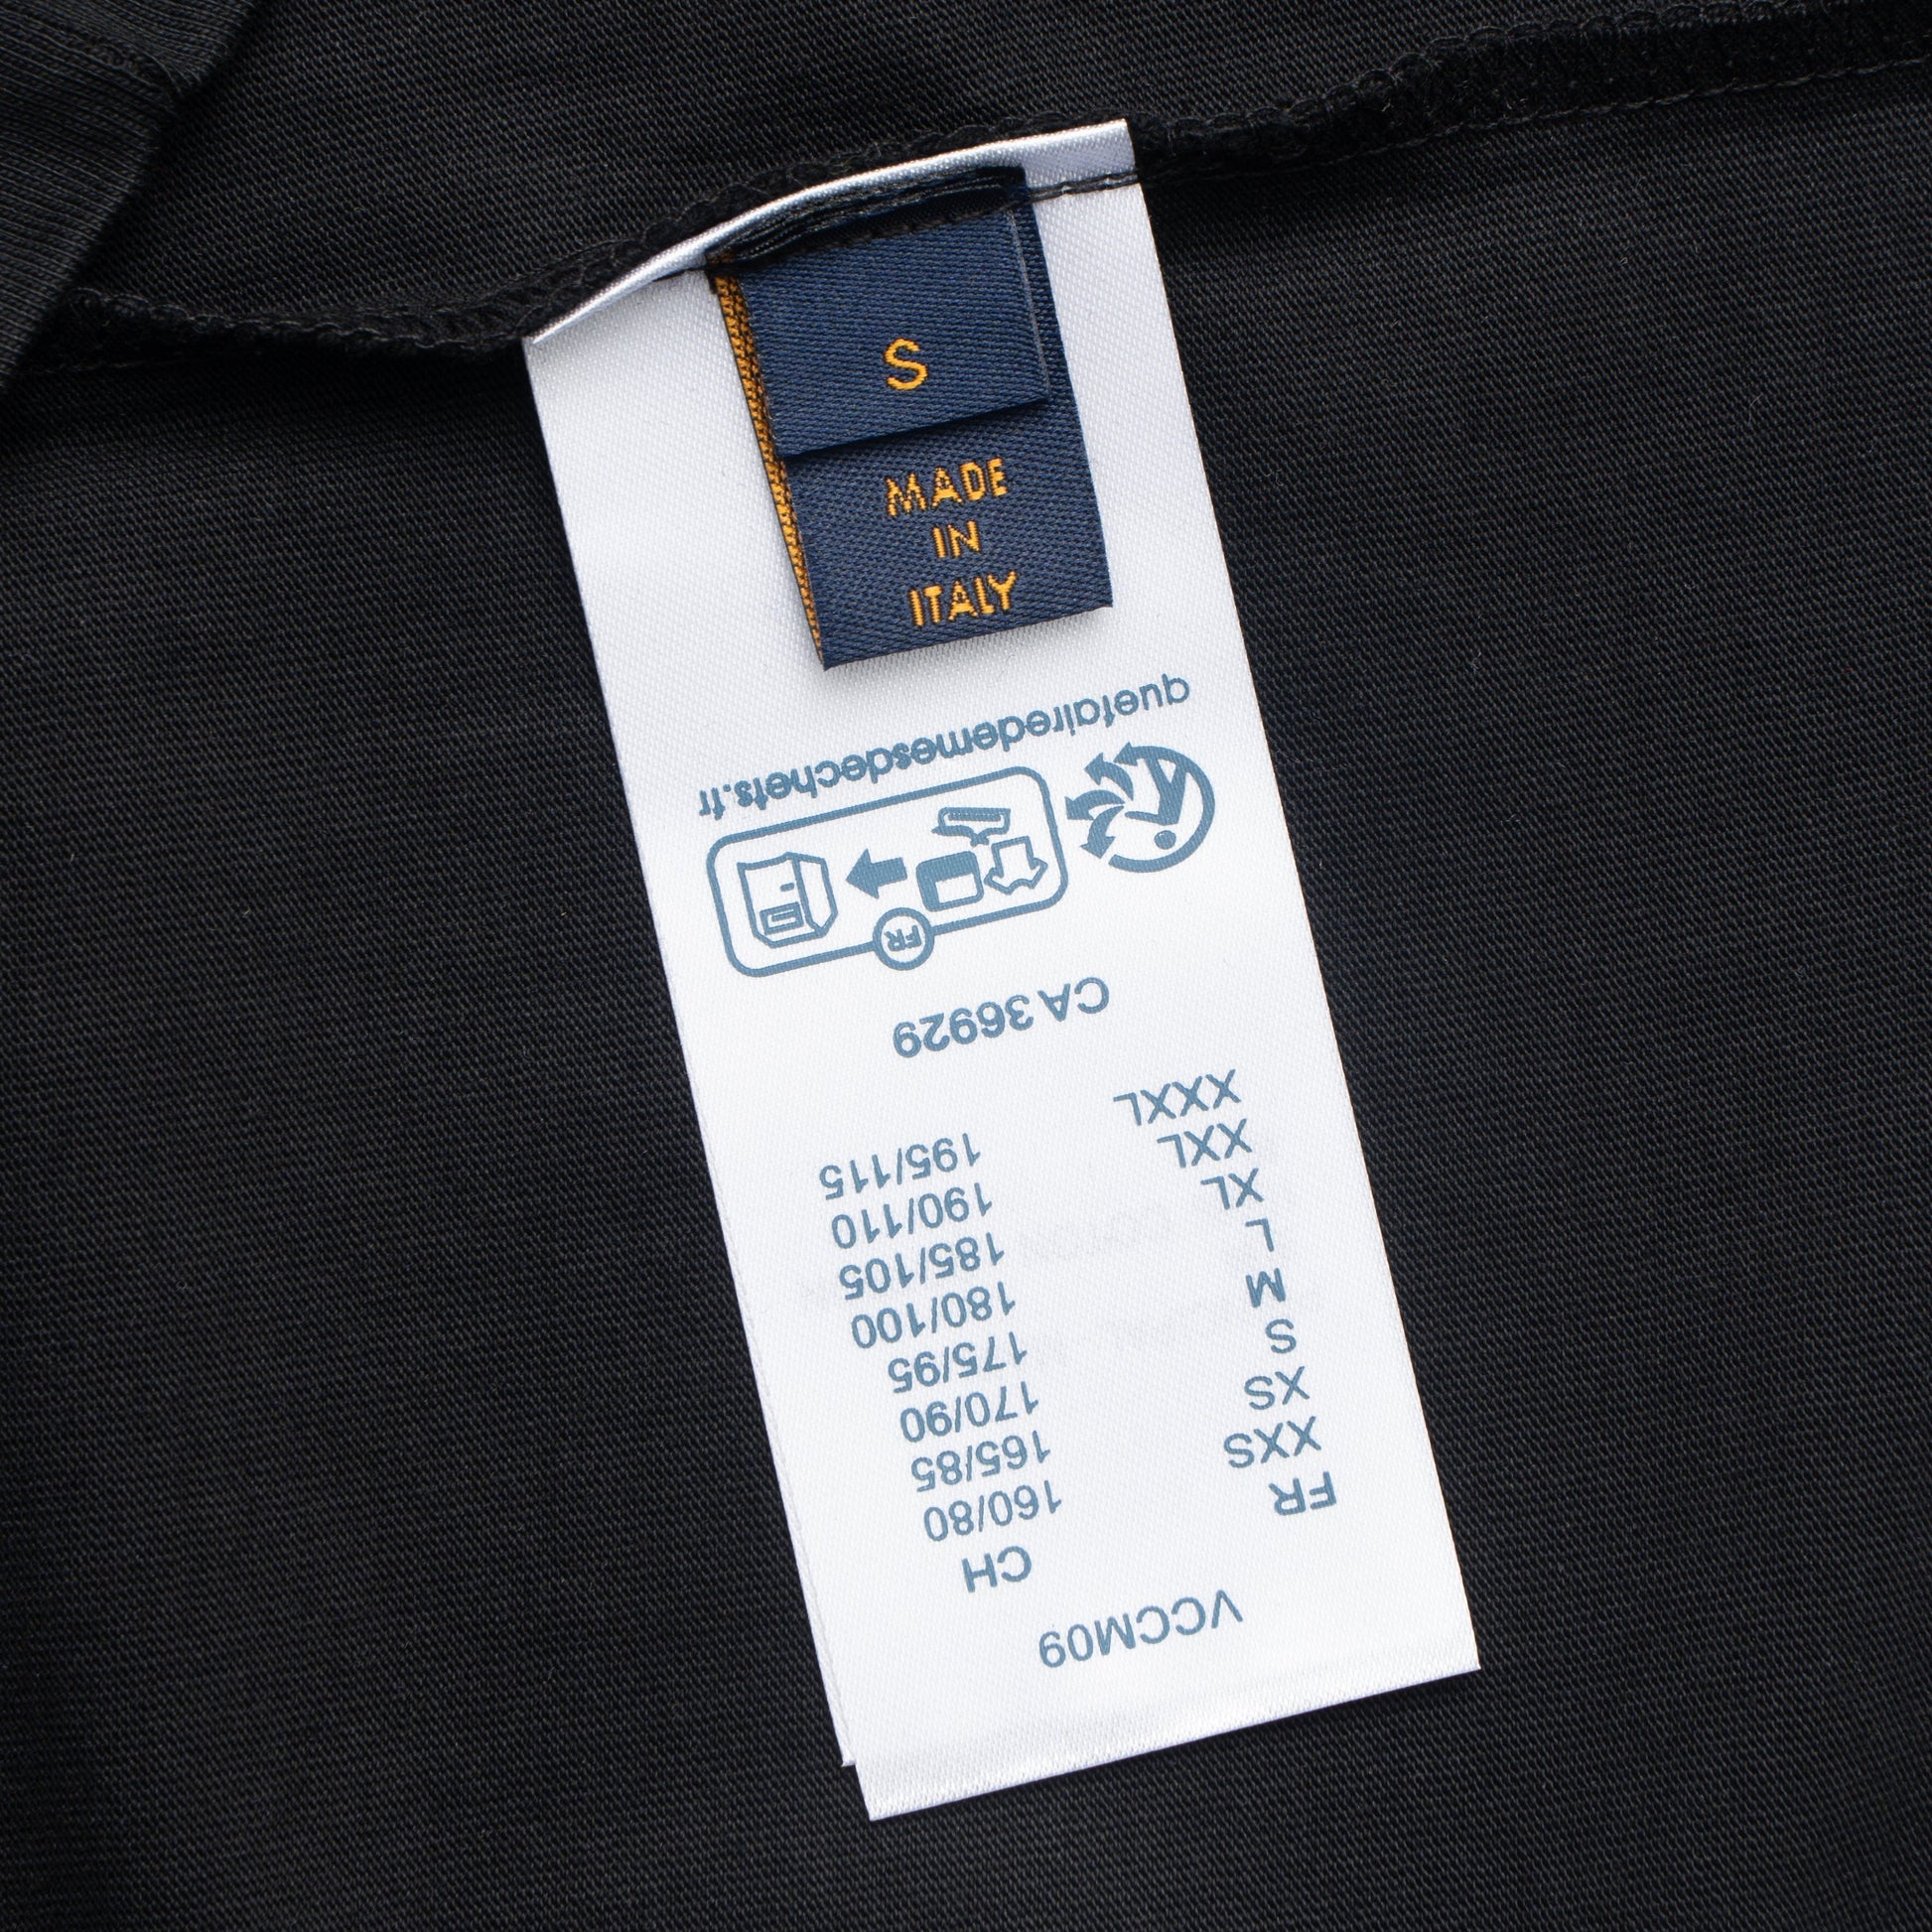 S
MADE
IN
ITALY
VCCM09
FR CH
XXS 160/80
XS 165/85
S 170/90
M 175/95
L 180/100
XL 185/105
XXL 190/110
XXXL 195/115
CA 36929
FR
quefairedemesdechets.fr